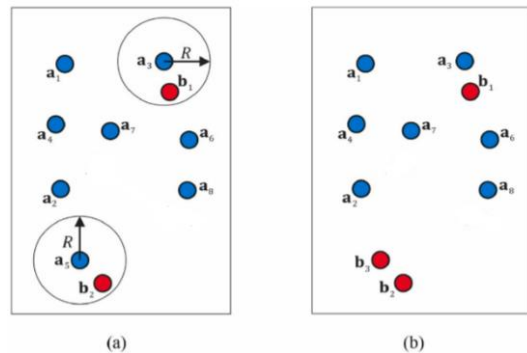 a₃ R a₃
a₁ b₁ a₁ b₁
a₄ a₇ a₆ a₄ a₇ a₆
a₂ a₈ a₂ a₈
R
a₅ b₃
b₂ b₂
(a) (b)